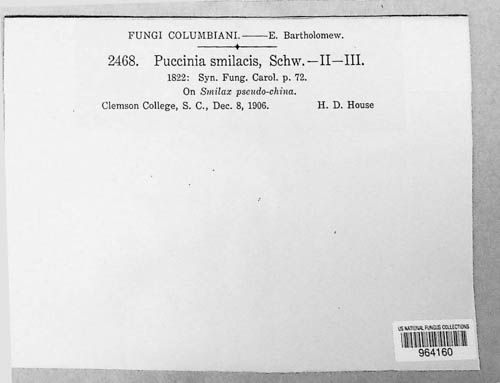 FUNGI COLUMBIANI.——E. Bartholomew.
2468. Puccinia smilacis, Schw.—II—III.
1822: Syn. Fung. Carol. p. 72.
On Smilax pseudo-china.
Clemson College, S. C., Dec. 8, 1906. H. D. House
US NATIONAL FUNGUS COLLECTIONS
964160